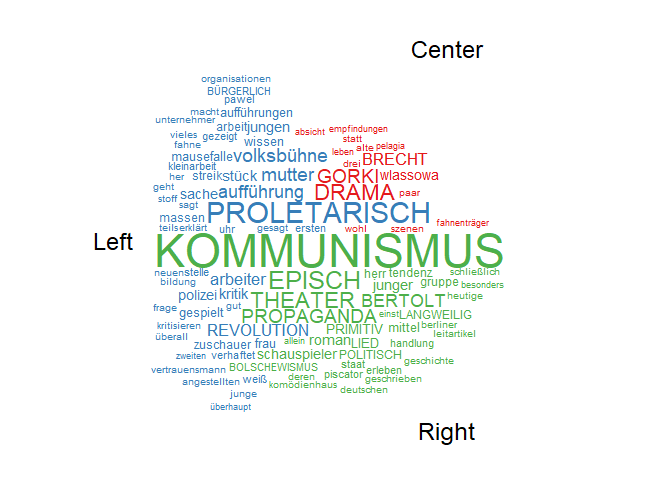 Center
organisationen
BÜRGERLICH
pawel
macht aufführungen
unternehmer arbeit jungen absicht empfindungen
vieles gezeigt wissen statt
fahne leben alte pelagia
mausefalle volksbühne drei BRECHT
kleinarbeit
her streik stück mutter GORKI wlassowa
geht sache aufführung DRAMA paar
stoff sagt PROLETARISCH
massen fahnenträger
teils erklärt uhr gesagt ersten wohl szenen
Left KOMMUNISMUS
neuen stelle arbeiter EPISCH herr tendenz schließlich
bildung junger gruppe besonders
polizei kritik THEATER BERTOLT heutige
frage gespielt gut PROPAGANDA einst LANGWEILIG
kritisieren REVOLUTION PRIMITIV mittel berliner
überall leitartikel
zuschauer frau allein roman LIED handlung
zweiten verhaftet schauspieler POLITISCH geschichte
vertrauensmann BOLSCHEWISMUS staat erleben
angestellten weiß deren piscator geschrieben
komödienhaus
junge deutschen
überhaupt
Right